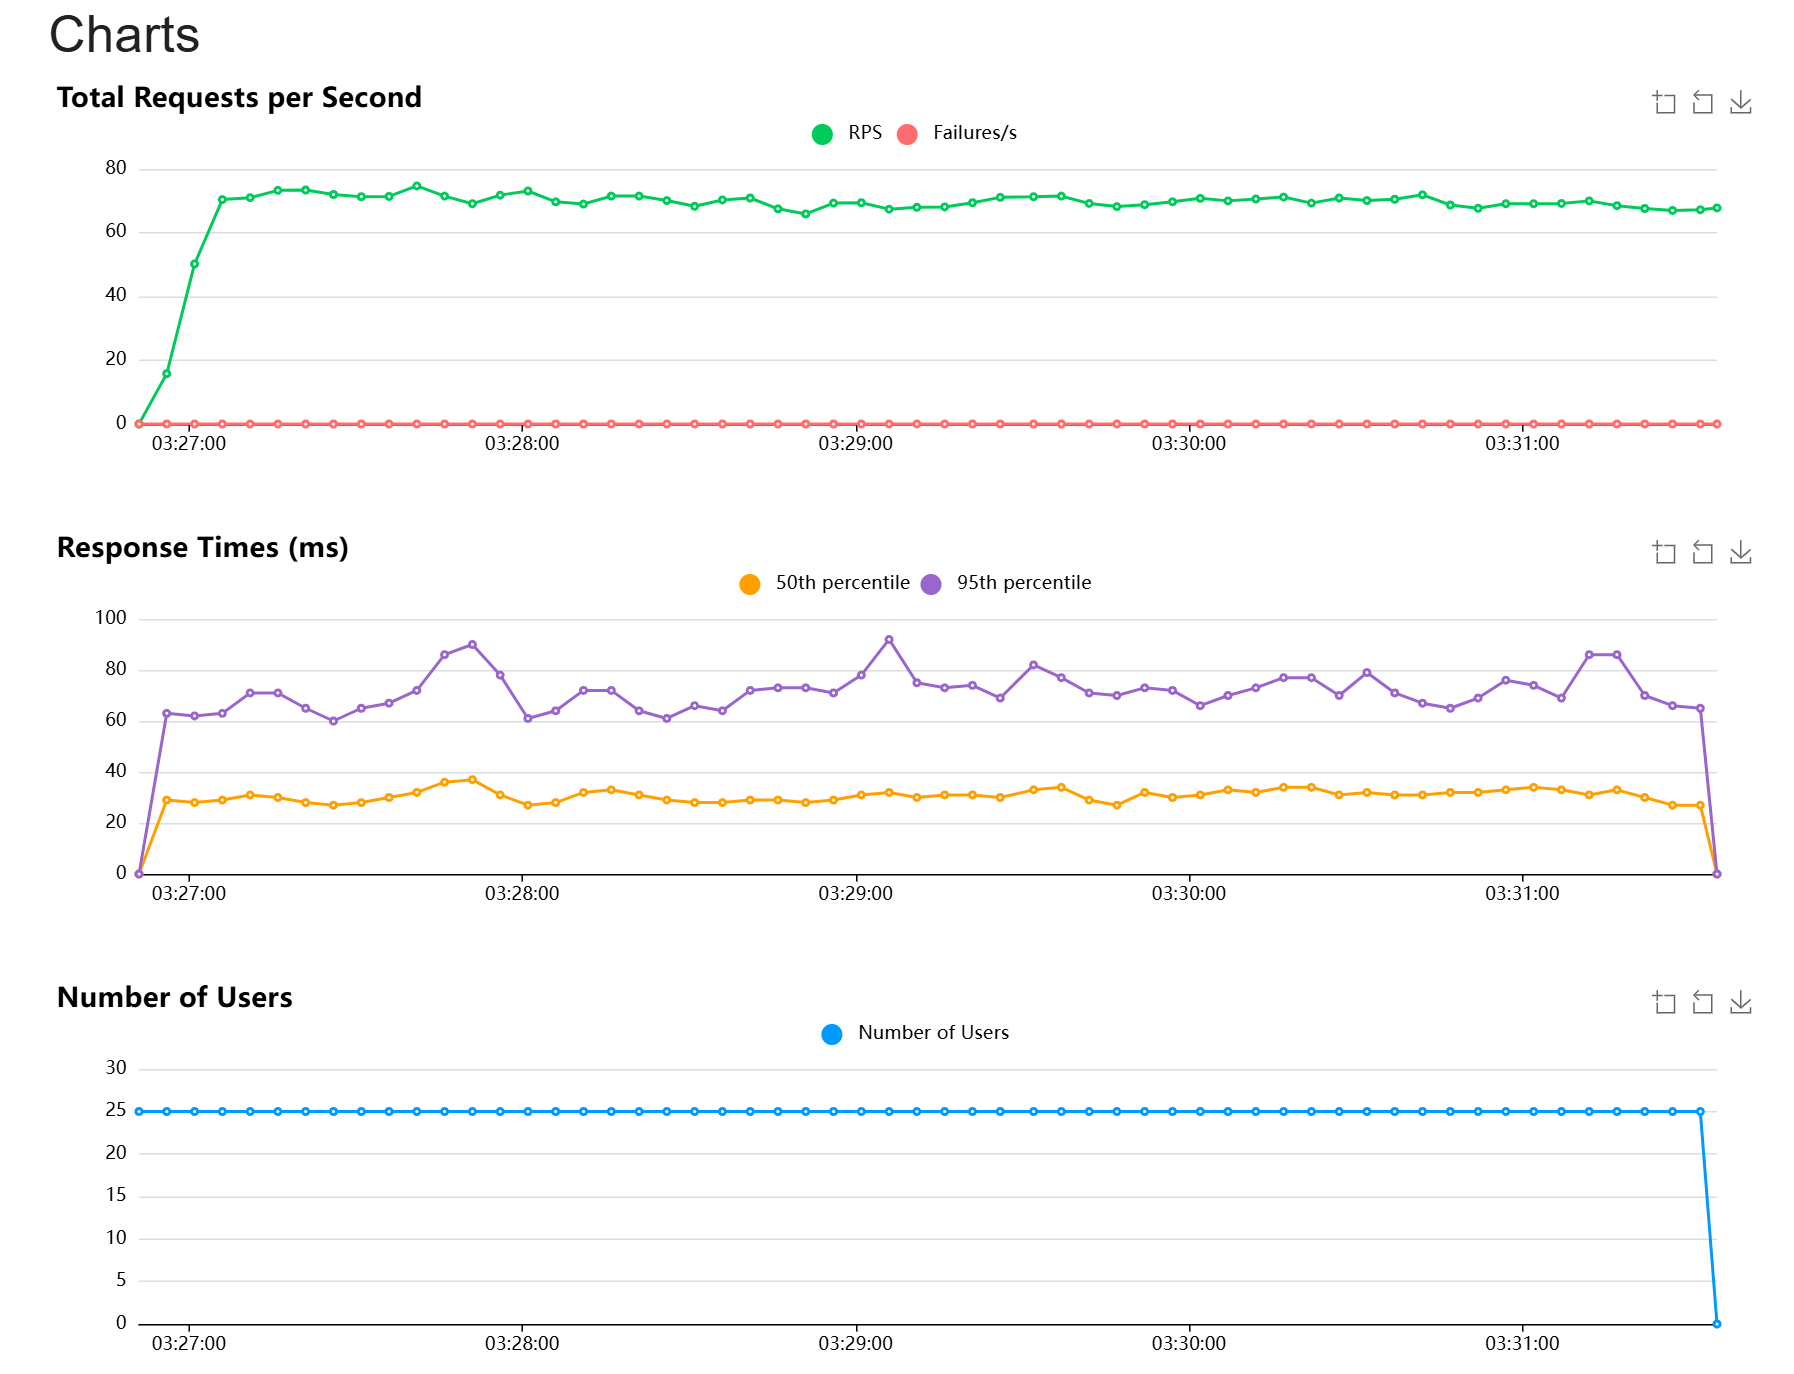 Charts
Total Requests per Second
RPS Failures/s
80
60
40
20
0
03:27:00 03:28:00 03:29:00 03:30:00 03:31:00
Response Times (ms)
50th percentile 95th percentile
100
80
60
40
20
0
03:27:00 03:28:00 03:29:00 03:30:00 03:31:00
Number of Users
Number of Users
30
25
20
15
10
5
0
03:27:00 03:28:00 03:29:00 03:30:00 03:31:00